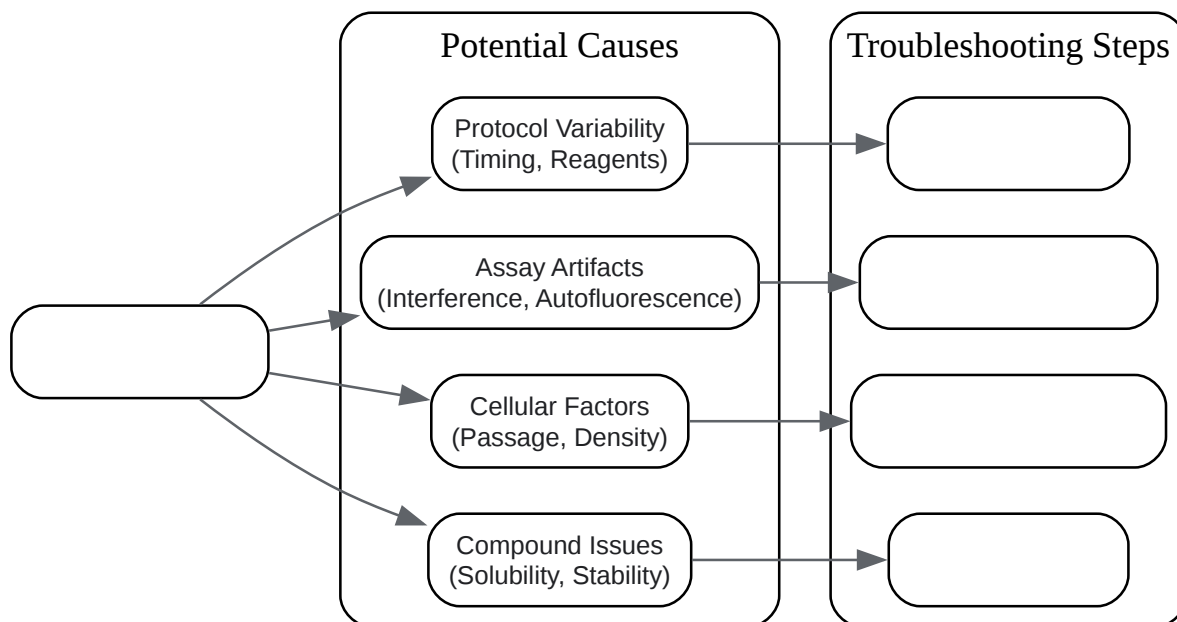 Potential Causes
Troubleshooting Steps
Protocol Variability
(Timing, Reagents)
Assay Artifacts
(Interference, Autofluorescence)
Cellular Factors
(Passage, Density)
Compound Issues
(Solubility, Stability)